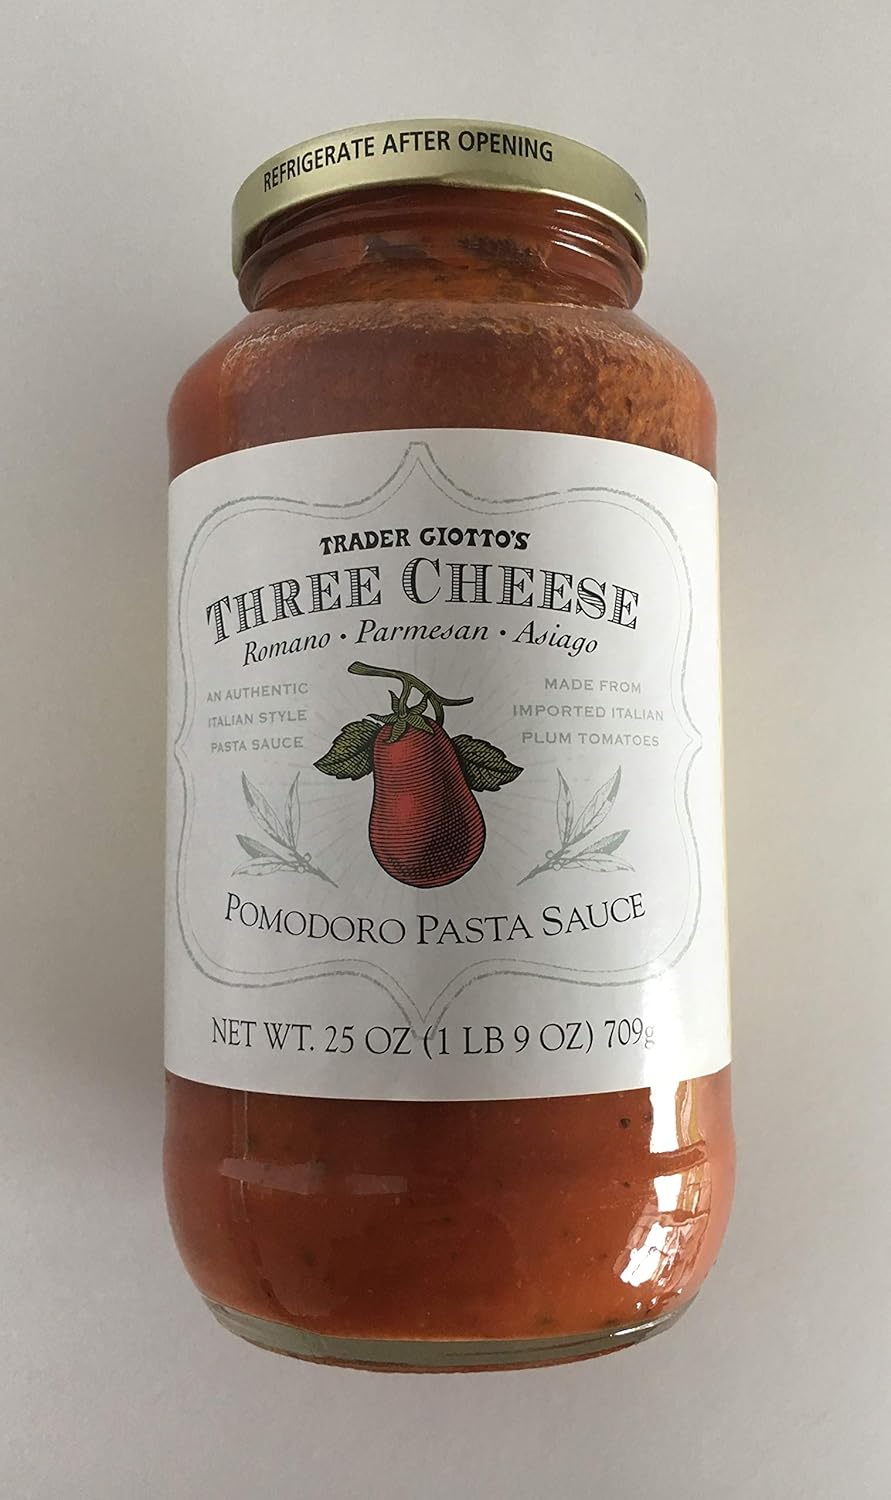 REFRIGERATE AFTER OPENING
TRADER GIOTTO'S
THREE CHEESE
Romano • Parmesan • Asiago
AN AUTHENTIC
ITALIAN STYLE
PASTA SAUCE
MADE FROM
IMPORTED ITALIAN
PLUM TOMATOES
POMODORO PASTA SAUCE
NET WT. 25 OZ (1 LB 9 OZ) 709g